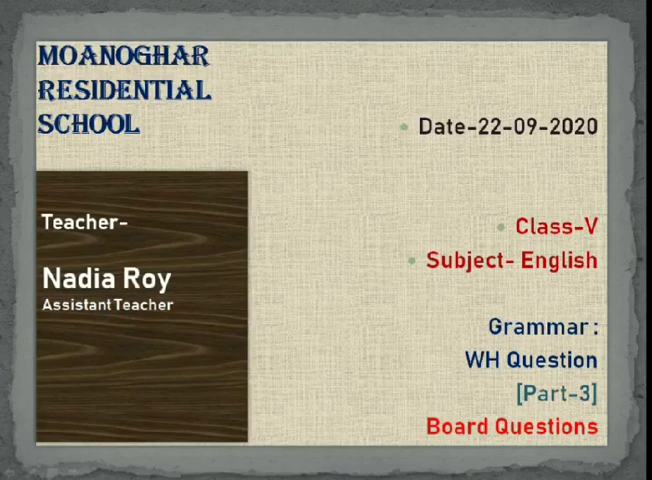 MOANOGHAR
RESIDENTIAL
SCHOOL
Date-22-09-2020
Teacher-
Nadia Roy
Assistant Teacher
Class-V
Subject- English
Grammar :
WH Question
[Part-3]
Board Questions